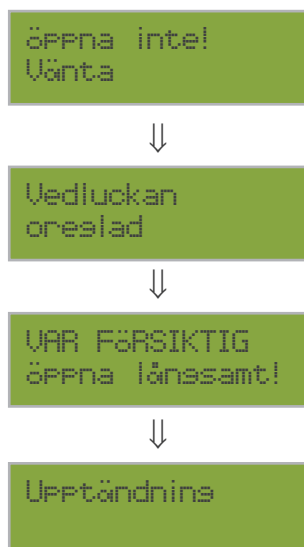 öppna inte!
Vänta
⇓
Vedluckan
oreglad
⇓
VAR FöRSIKTIG
öppna långsamt!
⇓
Upptändning